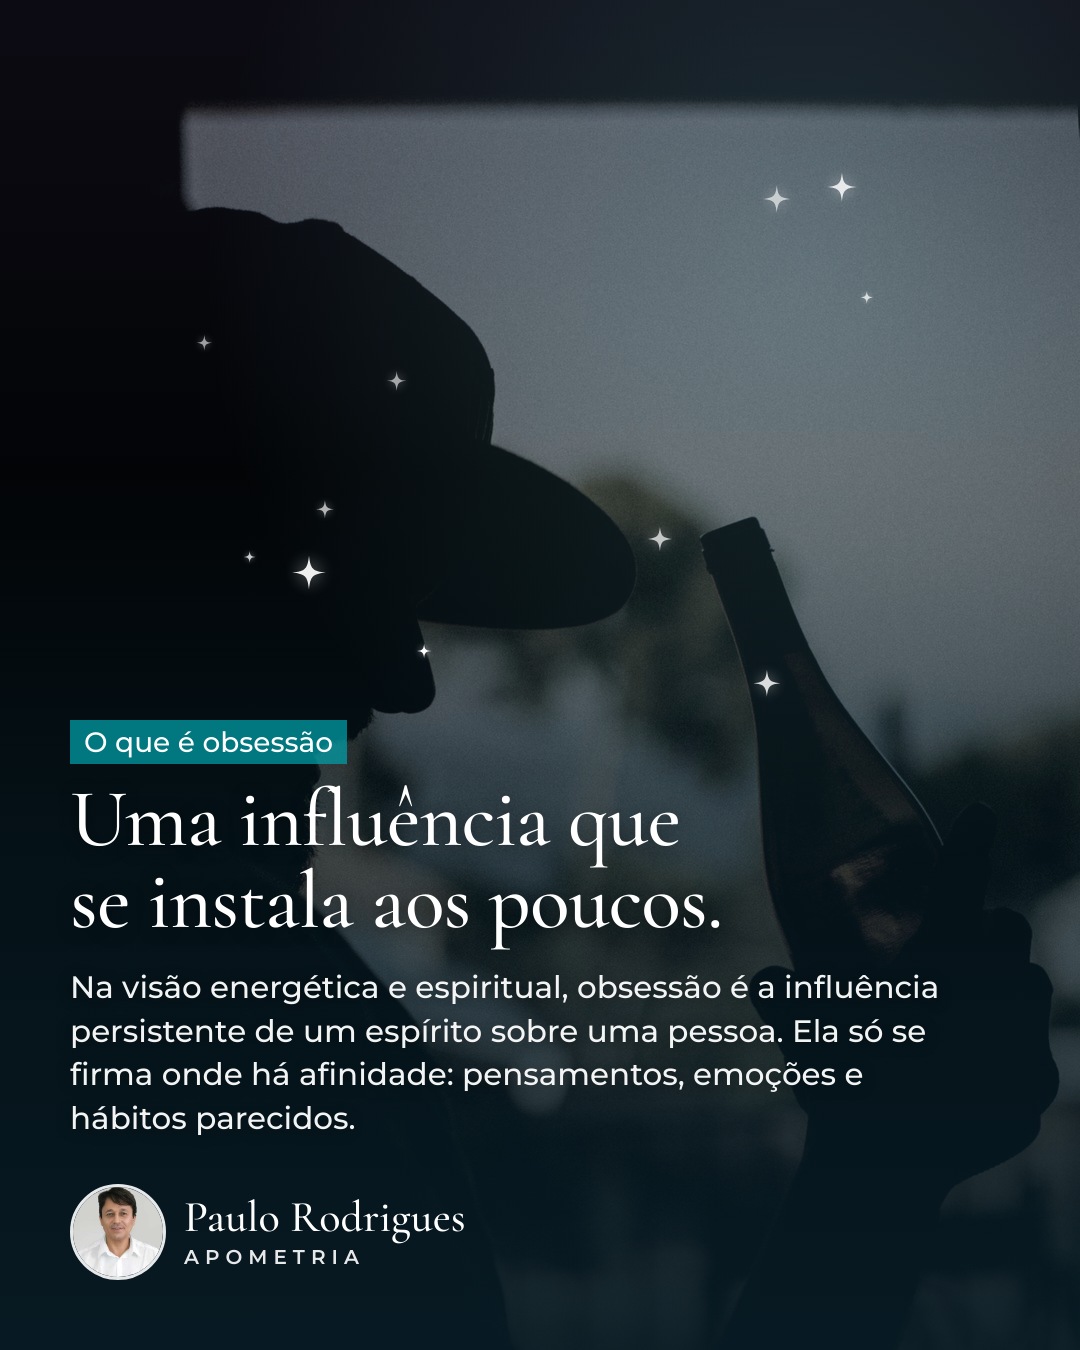 O que é obsessão
Uma influência que
se instala aos poucos.
Na visão energética e espiritual, obsessão é a influência
persistente de um espírito sobre uma pessoa. Ela só se
firma onde há afinidade: pensamentos, emoções e
hábitos parecidos.
Paulo Rodrigues
APOMETRIA